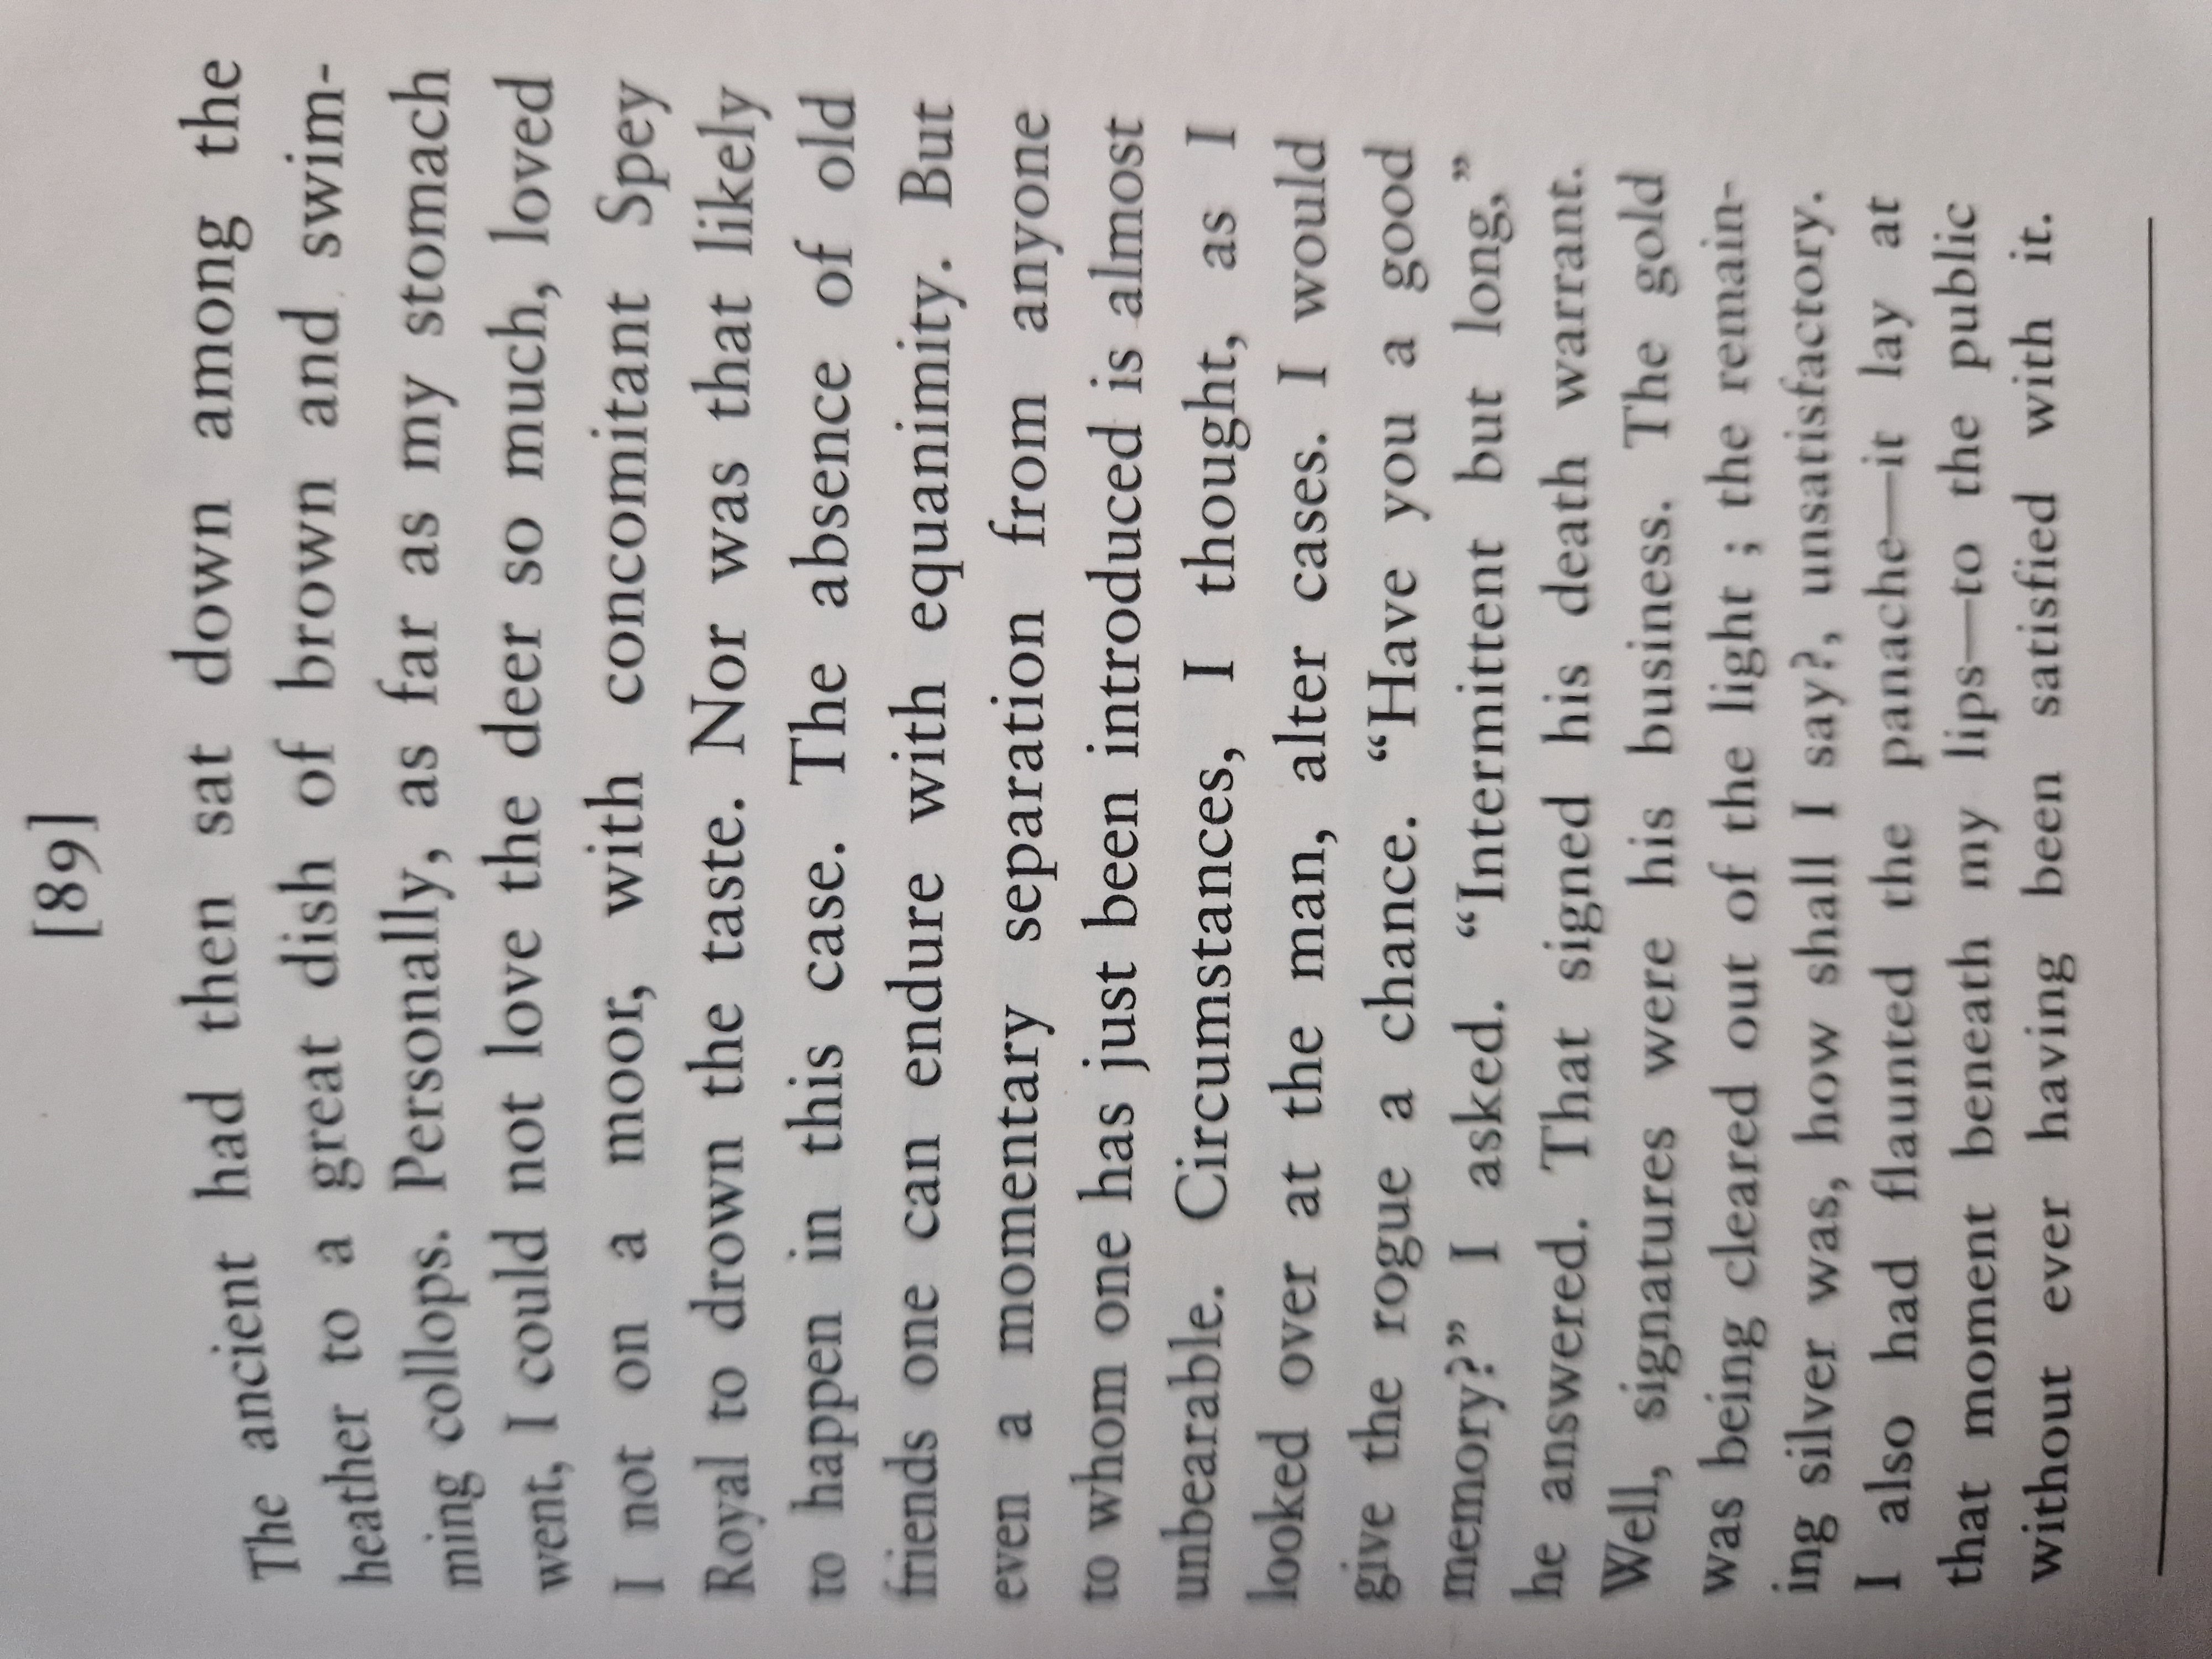 [89]
The ancient had then sat down among the
heather to a great dish of brown and swim-
ming collops. Personally, as far as my stomach
went, I could not love the deer so much, loved
I not on a moor, with concomitant Spey
Royal to drown the taste. Nor was that likely
to happen in this case. The absence of old
friends one can endure with equanimity. But
even a momentary separation from anyone
to whom one has just been introduced is almost
unbearable. Circumstances, I thought, as I
looked over at the man, alter cases. I would
give the rogue a chance. “Have you a good
memory?” I asked. “Intermittent but long,”
he answered. That signed his death warrant.
Well, signatures were his business. The gold
was being cleared out of the light ; the remain-
ing silver was, how shall I say?, unsatisfactory.
I also had flaunted the panache—it lay at
that moment beneath my lips—to the public
without ever having been satisfied with it.